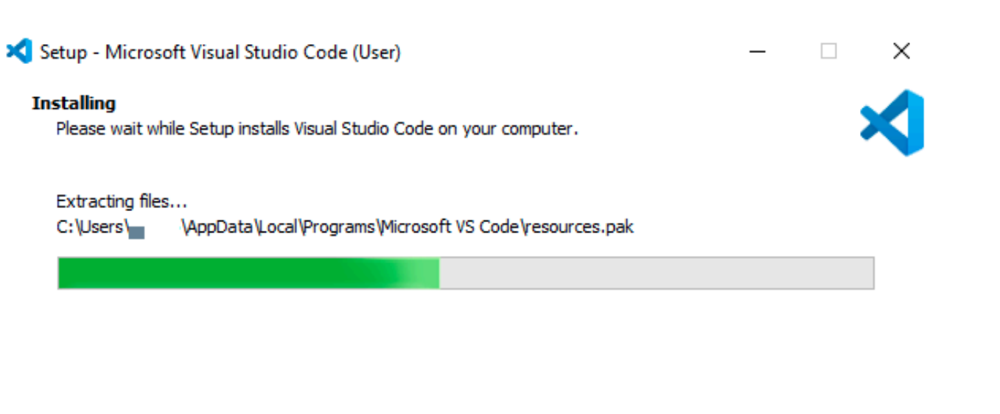 Setup - Microsoft Visual Studio Code (User)
Installing
Please wait while Setup installs Visual Studio Code on your computer.
Extracting files...
C:\Users\ \AppData\Local\Programs\Microsoft VS Code\resources.pak